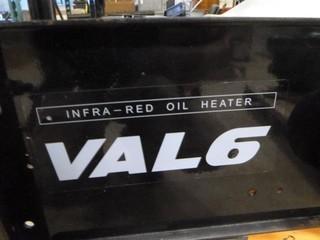 INFRA-RED OIL HEATER
VAL6